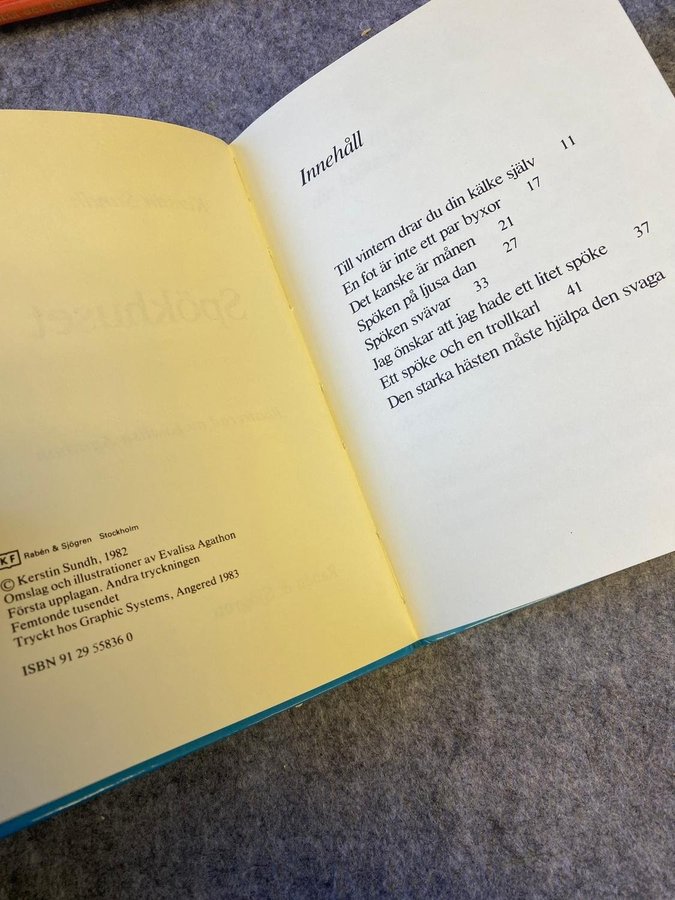 KF Rabén & Sjögren Stockholm
© Kerstin Sundh, 1982
Omslag och illustrationer av Evalisa Agathon
Första upplagan. Andra tryckningen
Femtonde tusendet
Tryckt hos Graphic Systems, Angered 1983
ISBN 91 29 55836 0
Innehåll
Till vintern drar du din kälke själv 11
En fot är inte ett par byxor 17
Det kanske är månen 21
Spöken på ljusa dan 27
Spöken svävar 33
Jag önskar att jag hade ett litet spöke 37
Ett spöke och en trollkarl 41
Den starka hästen måste hjälpa den svaga